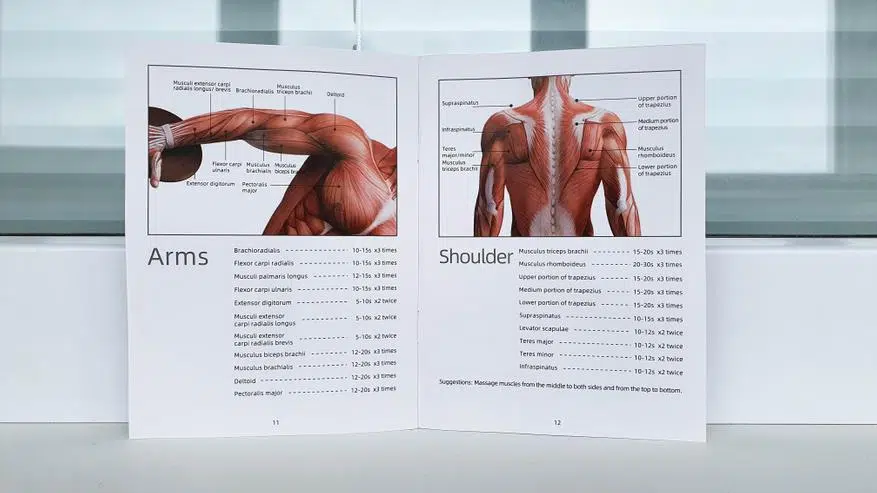 Musculi extensor carpi
radialis longus/ brevis
Brachioradialis
Musculus
triceps brachii
Deltoid
Flexor carpi
ulnaris
Musculus
brachialis
Musculus
biceps
Extensor digitorum
Pectoralis
major
Arms
Brachioradialis 10-15s x3 times
Flexor carpi radialis 10-15s x3 times
Musculi palmaris longus 12-15s x3 times
Flexor carpi ulnaris 10-15s x3 times
Extensor digitorum 5-10s x2 twice
Musculi extensor
carpi radialis longus 5-10s x2 twice
Musculi extensor
carpi radialis brevis 5-10s x2 twice
Musculus biceps brachii 12-20s x3 times
Musculus brachialis 12-20s x3 times
Deltoid 12-20s x3 times
Pectoralis major 12-20s x3 times
11
Supraspinatus
Infraspinatus
Teres
major/minor
Musculus
triceps brachii
Upper portion
of trapezius
Medium portion
of trapezius
Musculus
rhomboideus
Lower portion
of trapezius
Shoulder
Musculus triceps brachii 15-20s x3 times
Musculus rhomboideus 20-30s x3 times
Upper portion of trapezius 15-20s x3 times
Medium portion of trapezius 15-20s x3 times
Lower portion of trapezius 15-20s x3 times
Supraspinatus 10-15s x3 times
Levator scapulae 10-12s x2 twice
Teres major 10-12s x2 twice
Teres minor 10-12s x2 twice
Infraspinatus 10-12s x2 twice
Suggestions: Massage muscles from the middle to both sides and from the top to bottom.
12